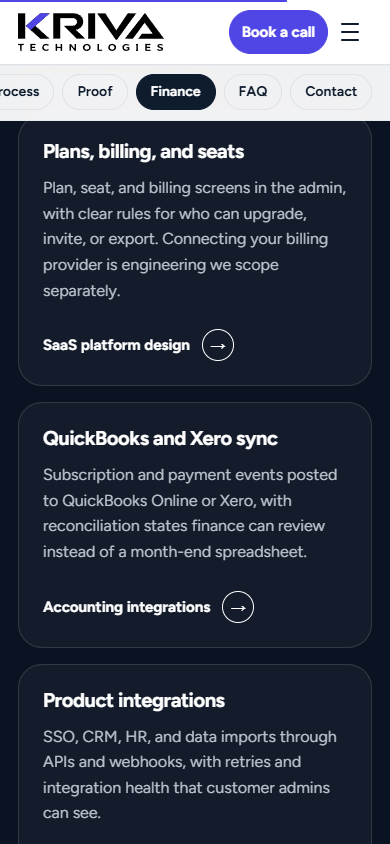 KRIVA
TECHNOLOGIES
Book a call
rocess
Proof
Finance
FAQ
Contact
Plans, billing, and seats
Plan, seat, and billing screens in the admin,
with clear rules for who can upgrade,
invite, or export. Connecting your billing
provider is engineering we scope
separately.
SaaS platform design →
QuickBooks and Xero sync
Subscription and payment events posted
to QuickBooks Online or Xero, with
reconciliation states finance can review
instead of a month-end spreadsheet.
Accounting integrations →
Product integrations
SSO, CRM, HR, and data imports through
APIs and webhooks, with retries and
integration health that customer admins
can see.